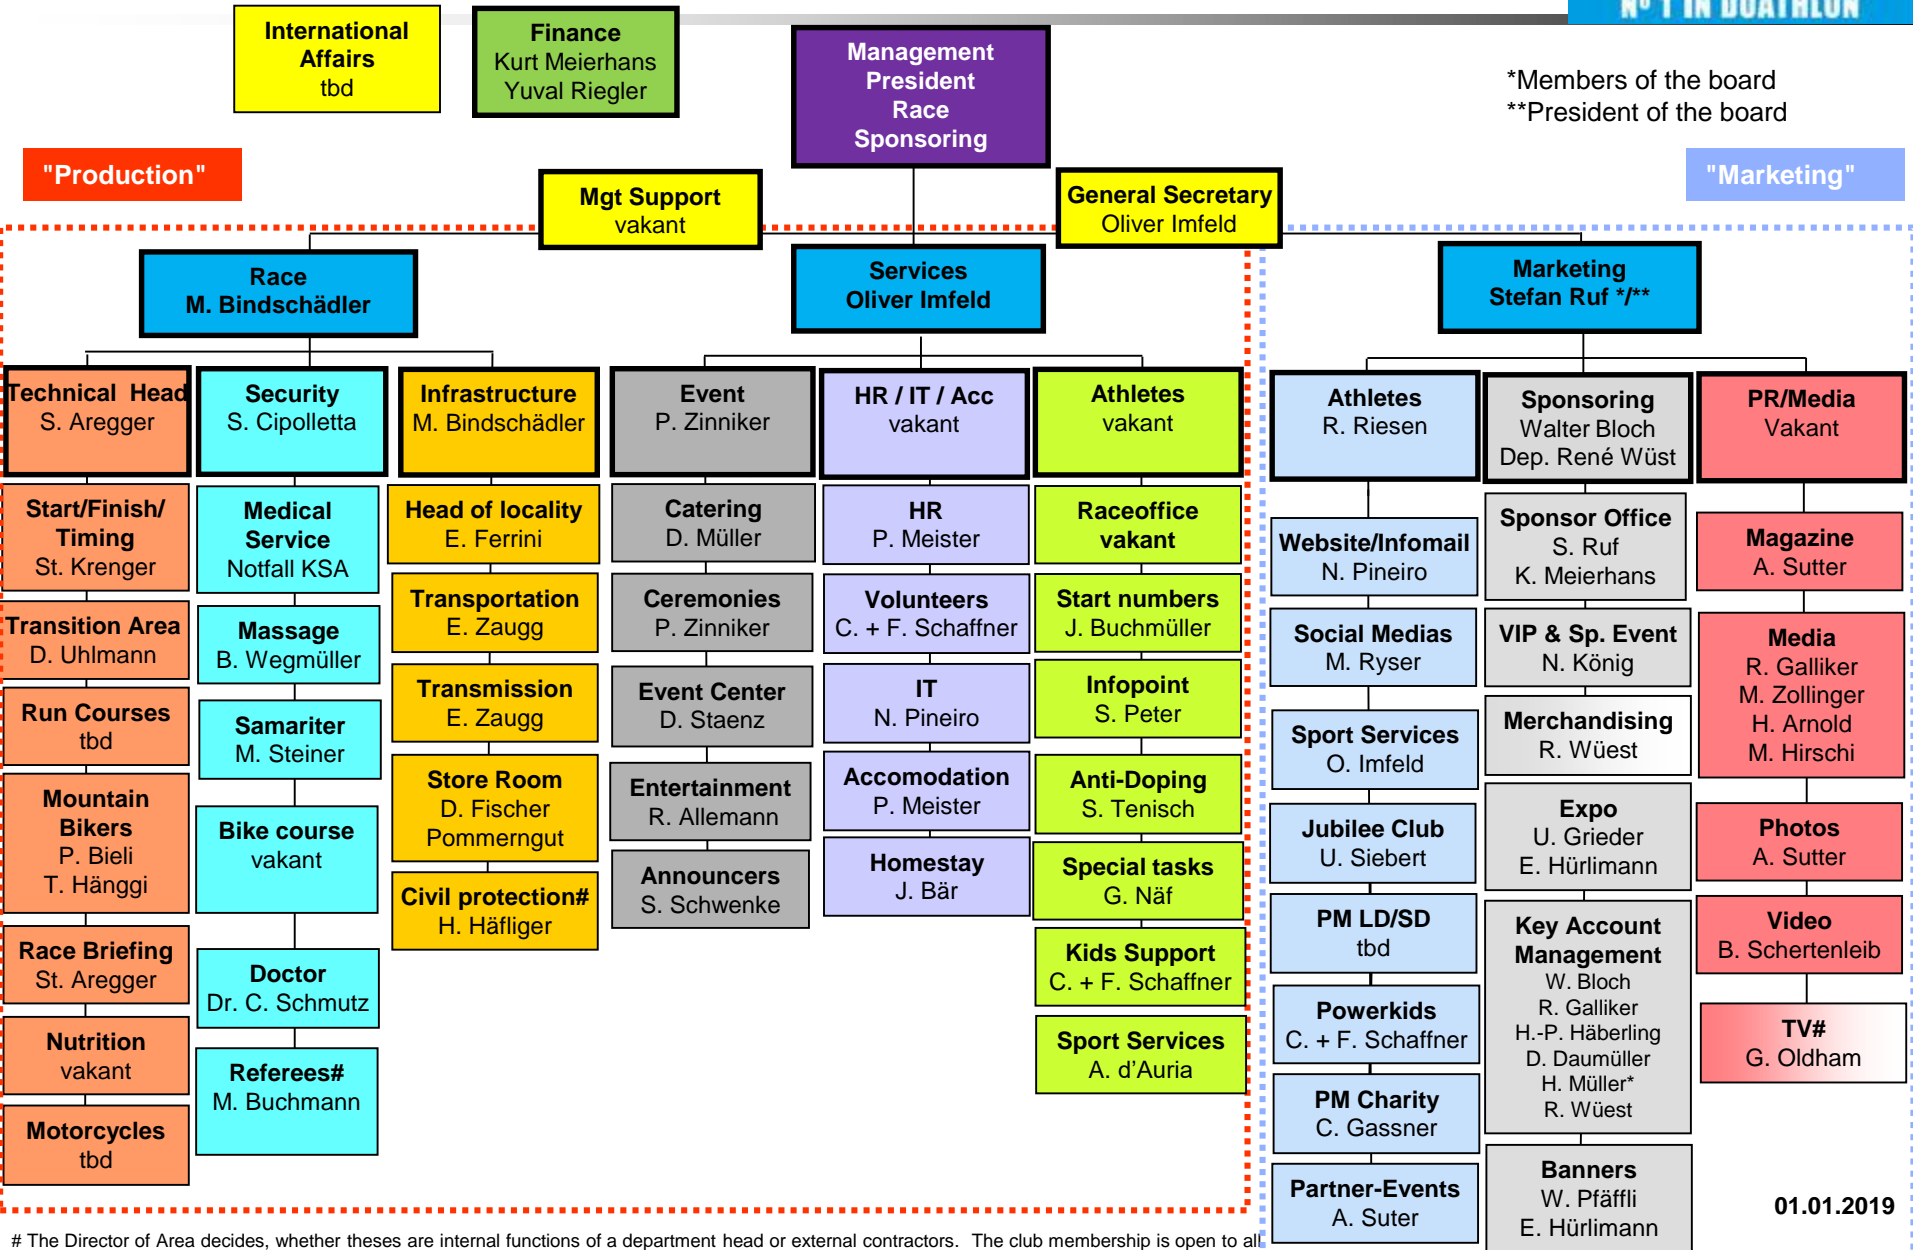 Nº 1 IN DUATHLON
International
Affairs
tbd
Finance
Kurt Meierhans
Yuval Riegler
Management
President
Race
Sponsoring
*Members of the board
**President of the board
"Production"
"Marketing"
Mgt Support
vakant
General Secretary
Oliver Imfeld
Race
M. Bindschädler
Services
Oliver Imfeld
Marketing
Stefan Ruf */**
Technical Head
S. Aregger
Start/Finish/
Timing
St. Krenger
Transition Area
D. Uhlmann
Run Courses
tbd
Mountain
Bikers
P. Bieli
T. Hänggi
Race Briefing
St. Aregger
Nutrition
vakant
Motorcycles
tbd
Security
S. Cipolletta
Medical
Service
Notfall KSA
Massage
B. Wegmüller
Samariter
M. Steiner
Bike course
vakant
Doctor
Dr. C. Schmutz
Referees#
M. Buchmann
Infrastructure
M. Bindschädler
Head of locality
E. Ferrini
Transportation
E. Zaugg
Transmission
E. Zaugg
Store Room
D. Fischer
Pommerngut
Civil protection#
H. Häfliger
Event
P. Zinniker
Catering
D. Müller
Ceremonies
P. Zinniker
Event Center
D. Staenz
Entertainment
R. Allemann
Announcers
S. Schwenke
HR / IT / Acc
vakant
HR
P. Meister
Volunteers
C. + F. Schaffner
IT
N. Pineiro
Accomodation
P. Meister
Homestay
J. Bär
Athletes
vakant
Raceoffice
vakant
Start numbers
J. Buchmüller
Infopoint
S. Peter
Anti-Doping
S. Tenisch
Special tasks
G. Näf
Kids Support
C. + F. Schaffner
Sport Services
A. d’Auria
Athletes
R. Riesen
Website/Infomail
N. Pineiro
Social Medias
M. Ryser
Sport Services
O. Imfeld
Jubilee Club
U. Siebert
PM LD/SD
tbd
Powerkids
C. + F. Schaffner
PM Charity
C. Gassner
Partner-Events
A. Suter
Sponsoring
Walter Bloch
Dep. René Wüst
Sponsor Office
S. Ruf
K. Meierhans
VIP & Sp. Event
N. König
Merchandising
R. Wüest
Expo
U. Grieder
E. Hürlimann
Key Account
Management
W. Bloch
R. Galliker
H.-P. Häberling
D. Daumüller
H. Müller*
R. Wüest
Banners
W. Pfäffli
E. Hürlimann
PR/Media
Vakant
Magazine
A. Sutter
Media
R. Galliker
M. Zollinger
H. Arnold
M. Hirschi
Photos
A. Sutter
Video
B. Schertenleib
TV#
G. Oldham
01.01.2019
# The Director of Area decides, whether theses are internal functions of a department head or external contractors. The club membership is open to all